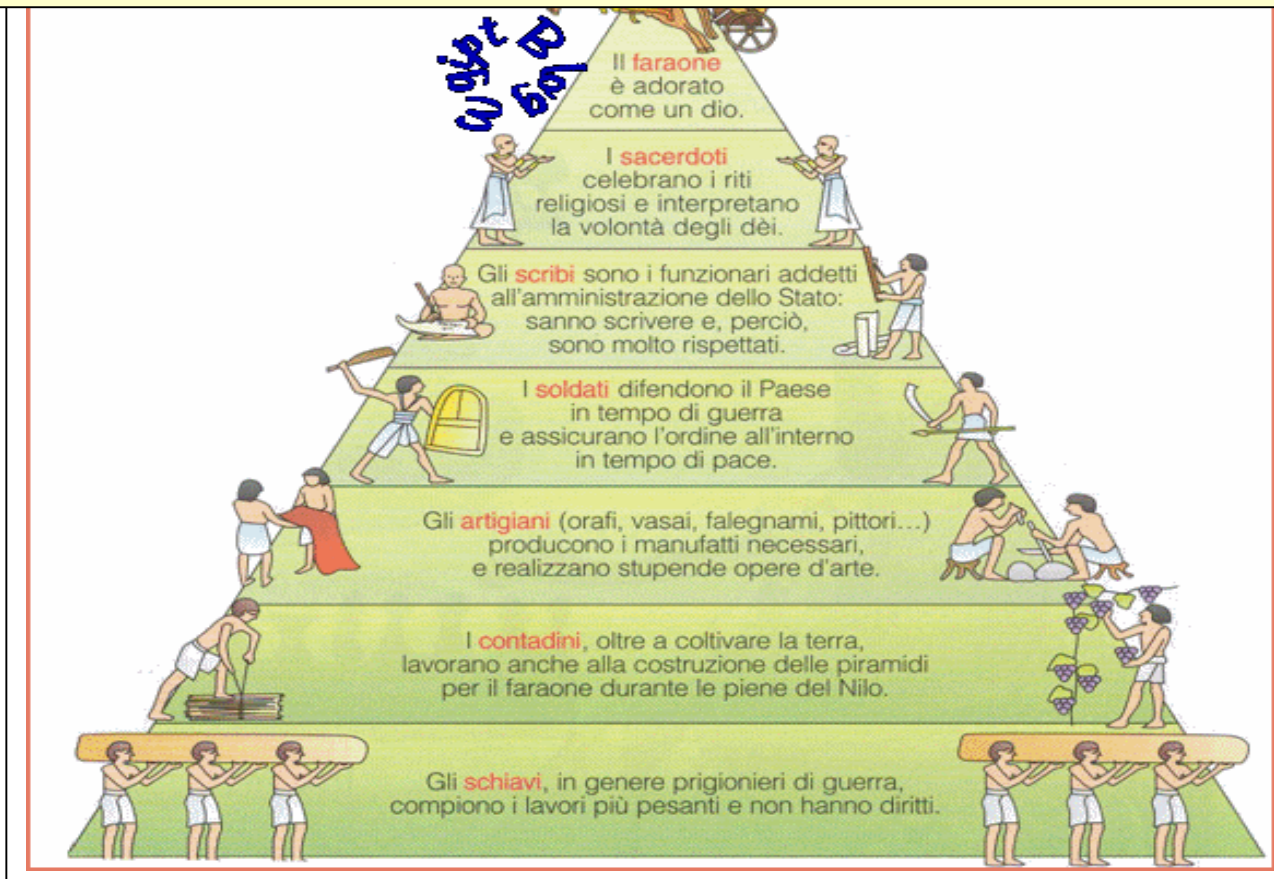 Il faraone
è adorato
come un dio.
I sacerdoti
celebrano i riti
religiosi e interpretano
la volontà degli dèi.
Gli scribi sono i funzionari addetti
all'amministrazione dello Stato:
sanno scrivere e, perciò,
sono molto rispettati.
I soldati difendono il Paese
in tempo di guerra
e assicurano l'ordine all'interno
in tempo di pace.
Gli artigiani (orafi, vasai, falegnami, pittori...)
producono i manufatti necessari,
e realizzano stupende opere d'arte.
I contadini, oltre a coltivare la terra,
lavorano anche alla costruzione delle piramidi
per il faraone durante le piene del Nilo.
Gli schiavi, in genere prigionieri di guerra,
compiono i lavori più pesanti e non hanno diritti.